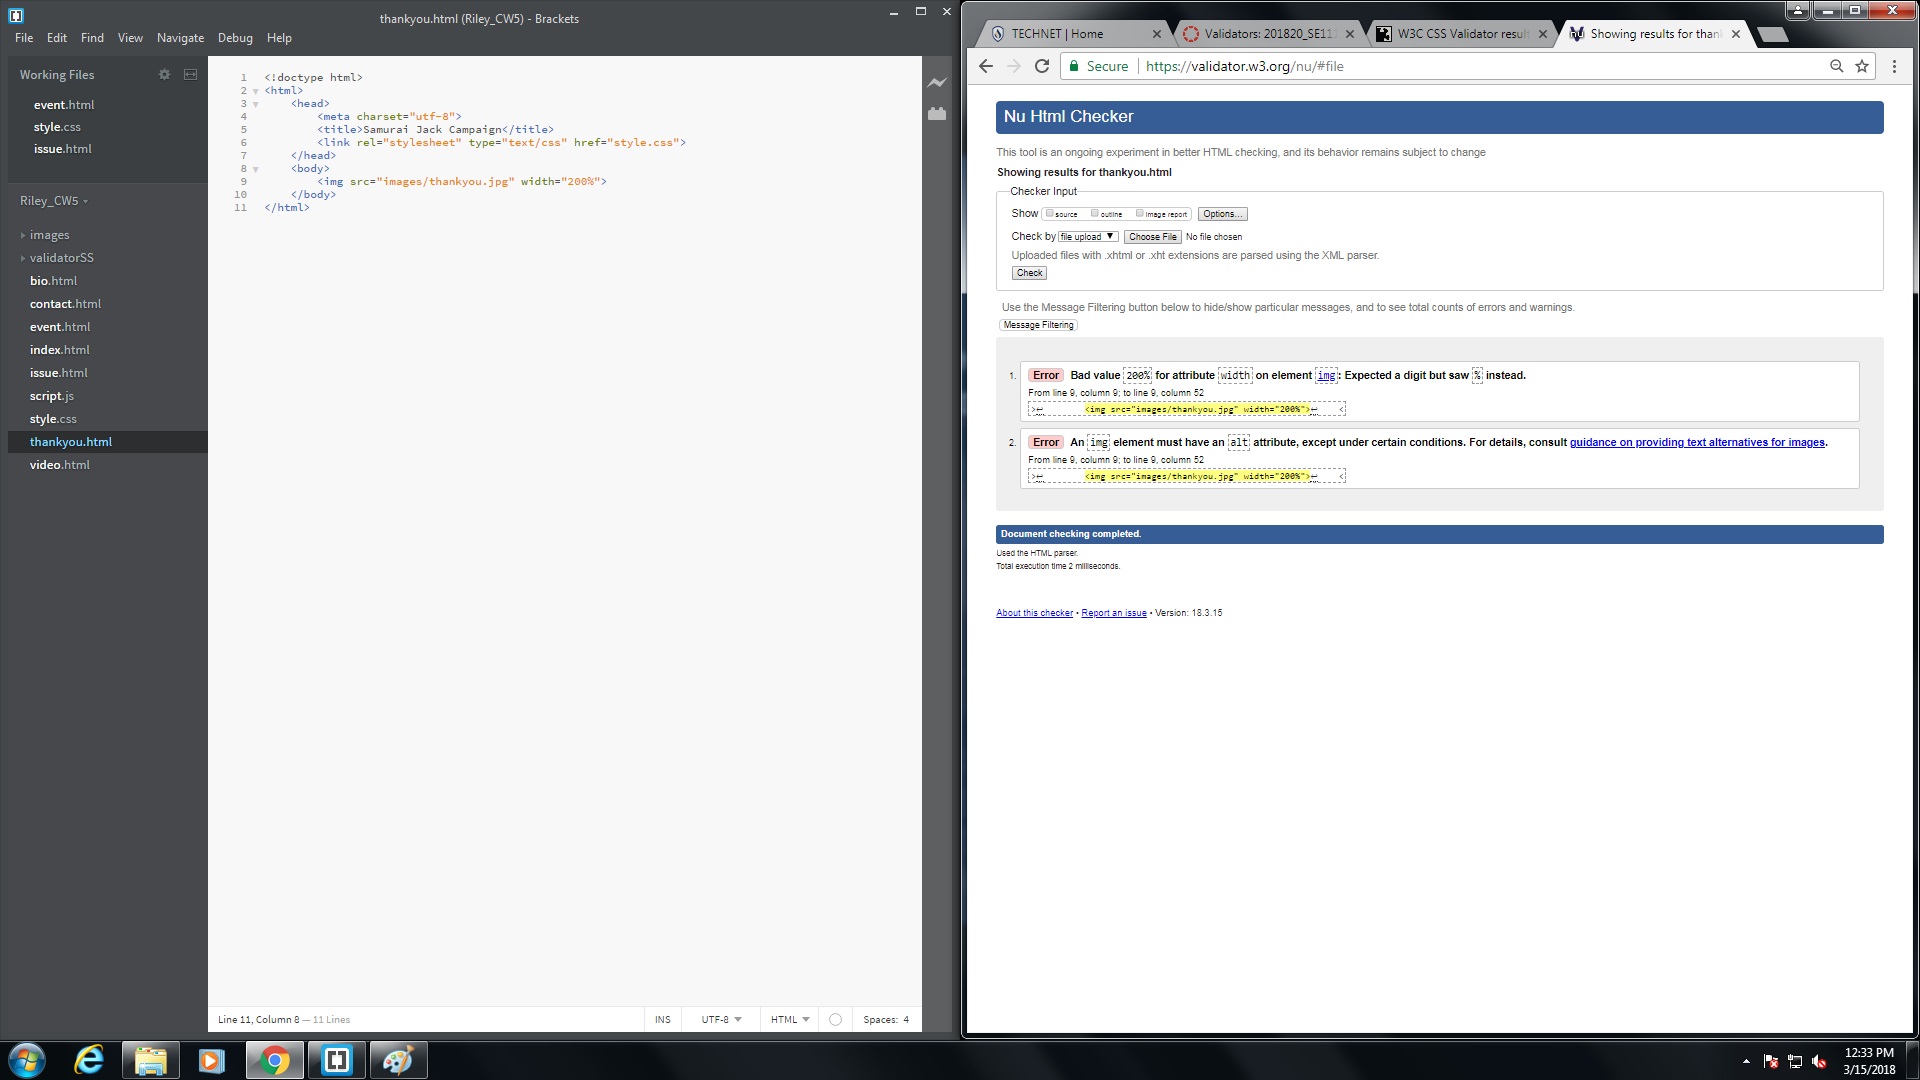 thankyou.html (Riley_CW5) - Brackets
File Edit Find View Navigate Debug Help
Working Files
event.html
style.css
issue.html
Riley_CW5
images
validatorSS
bio.html
contact.html
event.html
index.html
issue.html
script.js
style.css
thankyou.html
video.html
1 <!doctype html>
2 <html>
3 <head>
4 <meta charset="utf-8">
5 <title>Samurai Jack Campaign</title>
6 <link rel="stylesheet" type="text/css" href="style.css">
7 </head>
8 <body>
9 <img src="images/thankyou.jpg" width="200%">
10 </body>
11 </html>
Line 11, Column 8 — 11 Lines
INS UTF-8 HTML Spaces: 4
TECHNET | Home
Validators: 201820_SE11
W3C CSS Validator resul
Showing results for than
Secure https://validator.w3.org/nu/#file
Nu Html Checker
This tool is an ongoing experiment in better HTML checking, and its behavior remains subject to change
Showing results for thankyou.html
Checker Input
Show source outline image report Options...
Check by file upload Choose File No file chosen
Uploaded files with .xhtml or .xht extensions are parsed using the XML parser.
Check
Use the Message Filtering button below to hide/show particular messages, and to see total counts of errors and warnings.
Message Filtering
1. Error Bad value 200% for attribute width on element img: Expected a digit but saw % instead.
From line 9, column 9; to line 9, column 52
>↩ <img src="images/thankyou.jpg" width="200%">↩ <
2. Error An img element must have an alt attribute, except under certain conditions. For details, consult guidance on providing text alternatives for images.
From line 9, column 9; to line 9, column 52
>↩ <img src="images/thankyou.jpg" width="200%">↩ <
Document checking completed.
Used the HTML parser.
Total execution time 2 milliseconds.
About this checker • Report an issue • Version: 18.3.15
12:33 PM
3/15/2018